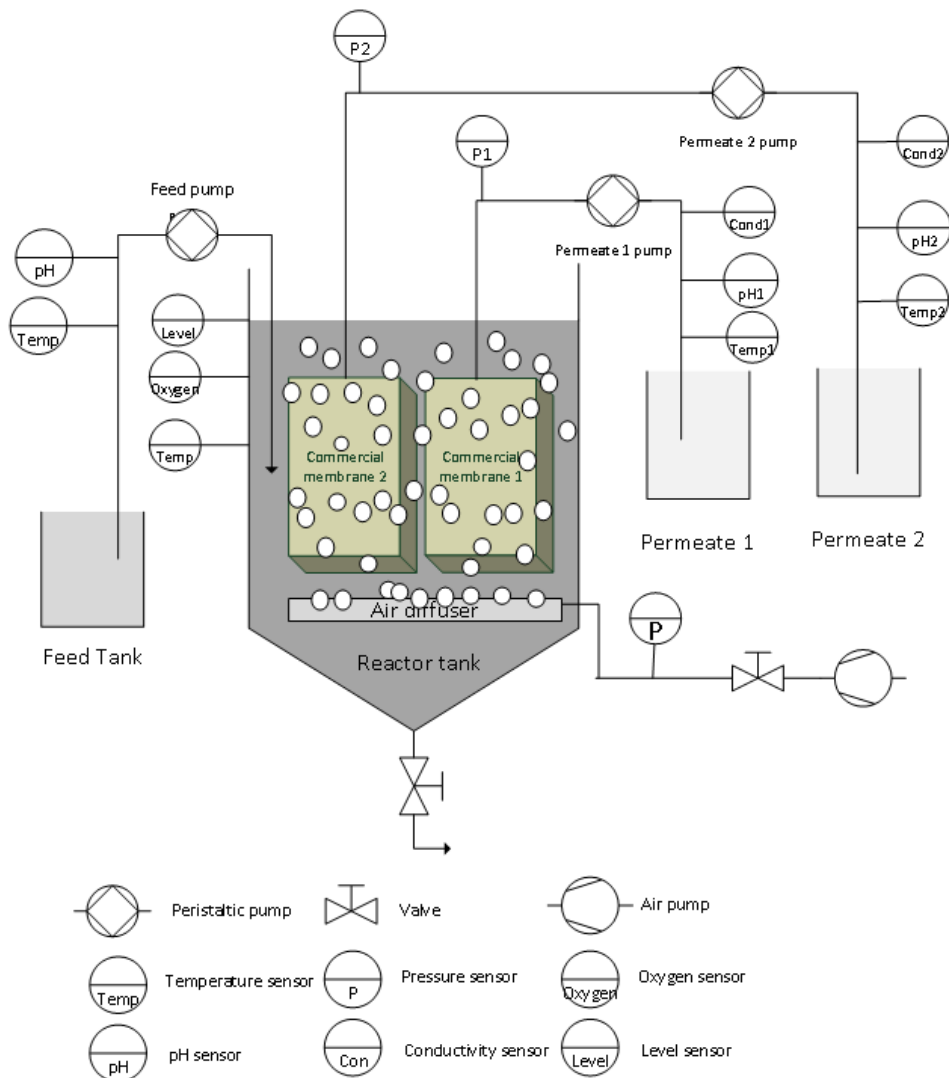 P2
Permeate 2 pump
Cond2
P1
Feed pump
Cond1
Permeate 1 pump
pH
pH2
pH1
Temp
Level
Temp2
Temp1
Oxygen
Temp
Commercial
membrane 2
Commercial
membrane 1
Permeate 1
Permeate 2
Air diffuser
Feed Tank
Reactor tank
P
Peristaltic pump
Valve
Air pump
Temp
Temperature sensor
P
Pressure sensor
Oxygen
Oxygen sensor
pH
pH sensor
Con
Conductivity sensor
Level
Level sensor